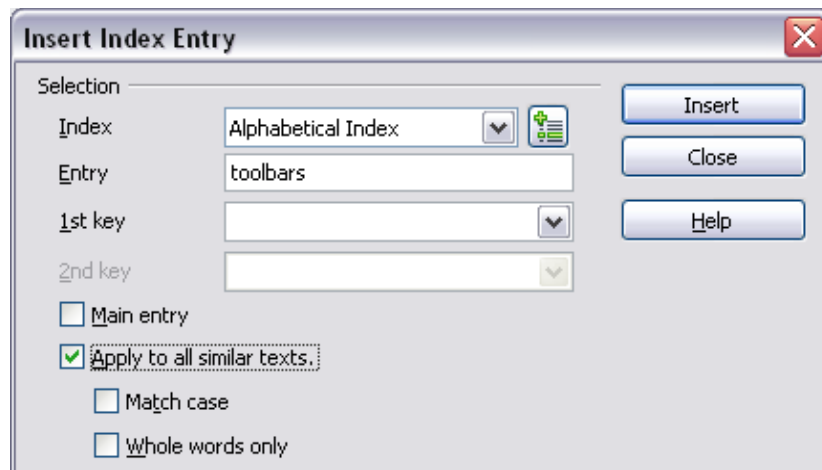 Insert Index Entry
Selection
Index Alphabetical Index Insert
Entry toolbars Close
1st key Help
2nd key
Main entry
Apply to all similar texts.
Match case
Whole words only